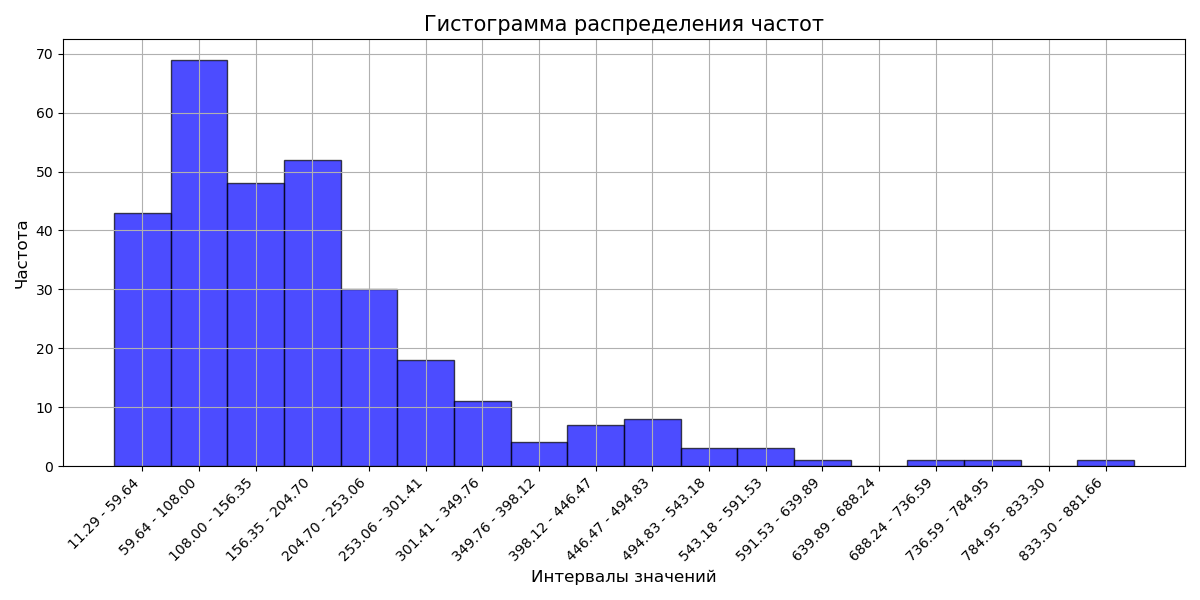 Гистограмма распределения частот
Частота
70
60
50
40
30
20
10
0
11.29 - 59.64
59.64 - 108.00
108.00 - 156.35
156.35 - 204.70
204.70 - 253.06
253.06 - 301.41
301.41 - 349.76
349.76 - 398.12
398.12 - 446.47
446.47 - 494.83
494.83 - 543.18
543.18 - 591.53
591.53 - 639.89
639.89 - 688.24
688.24 - 736.59
736.59 - 784.95
784.95 - 833.30
833.30 - 881.66
Интервалы значений